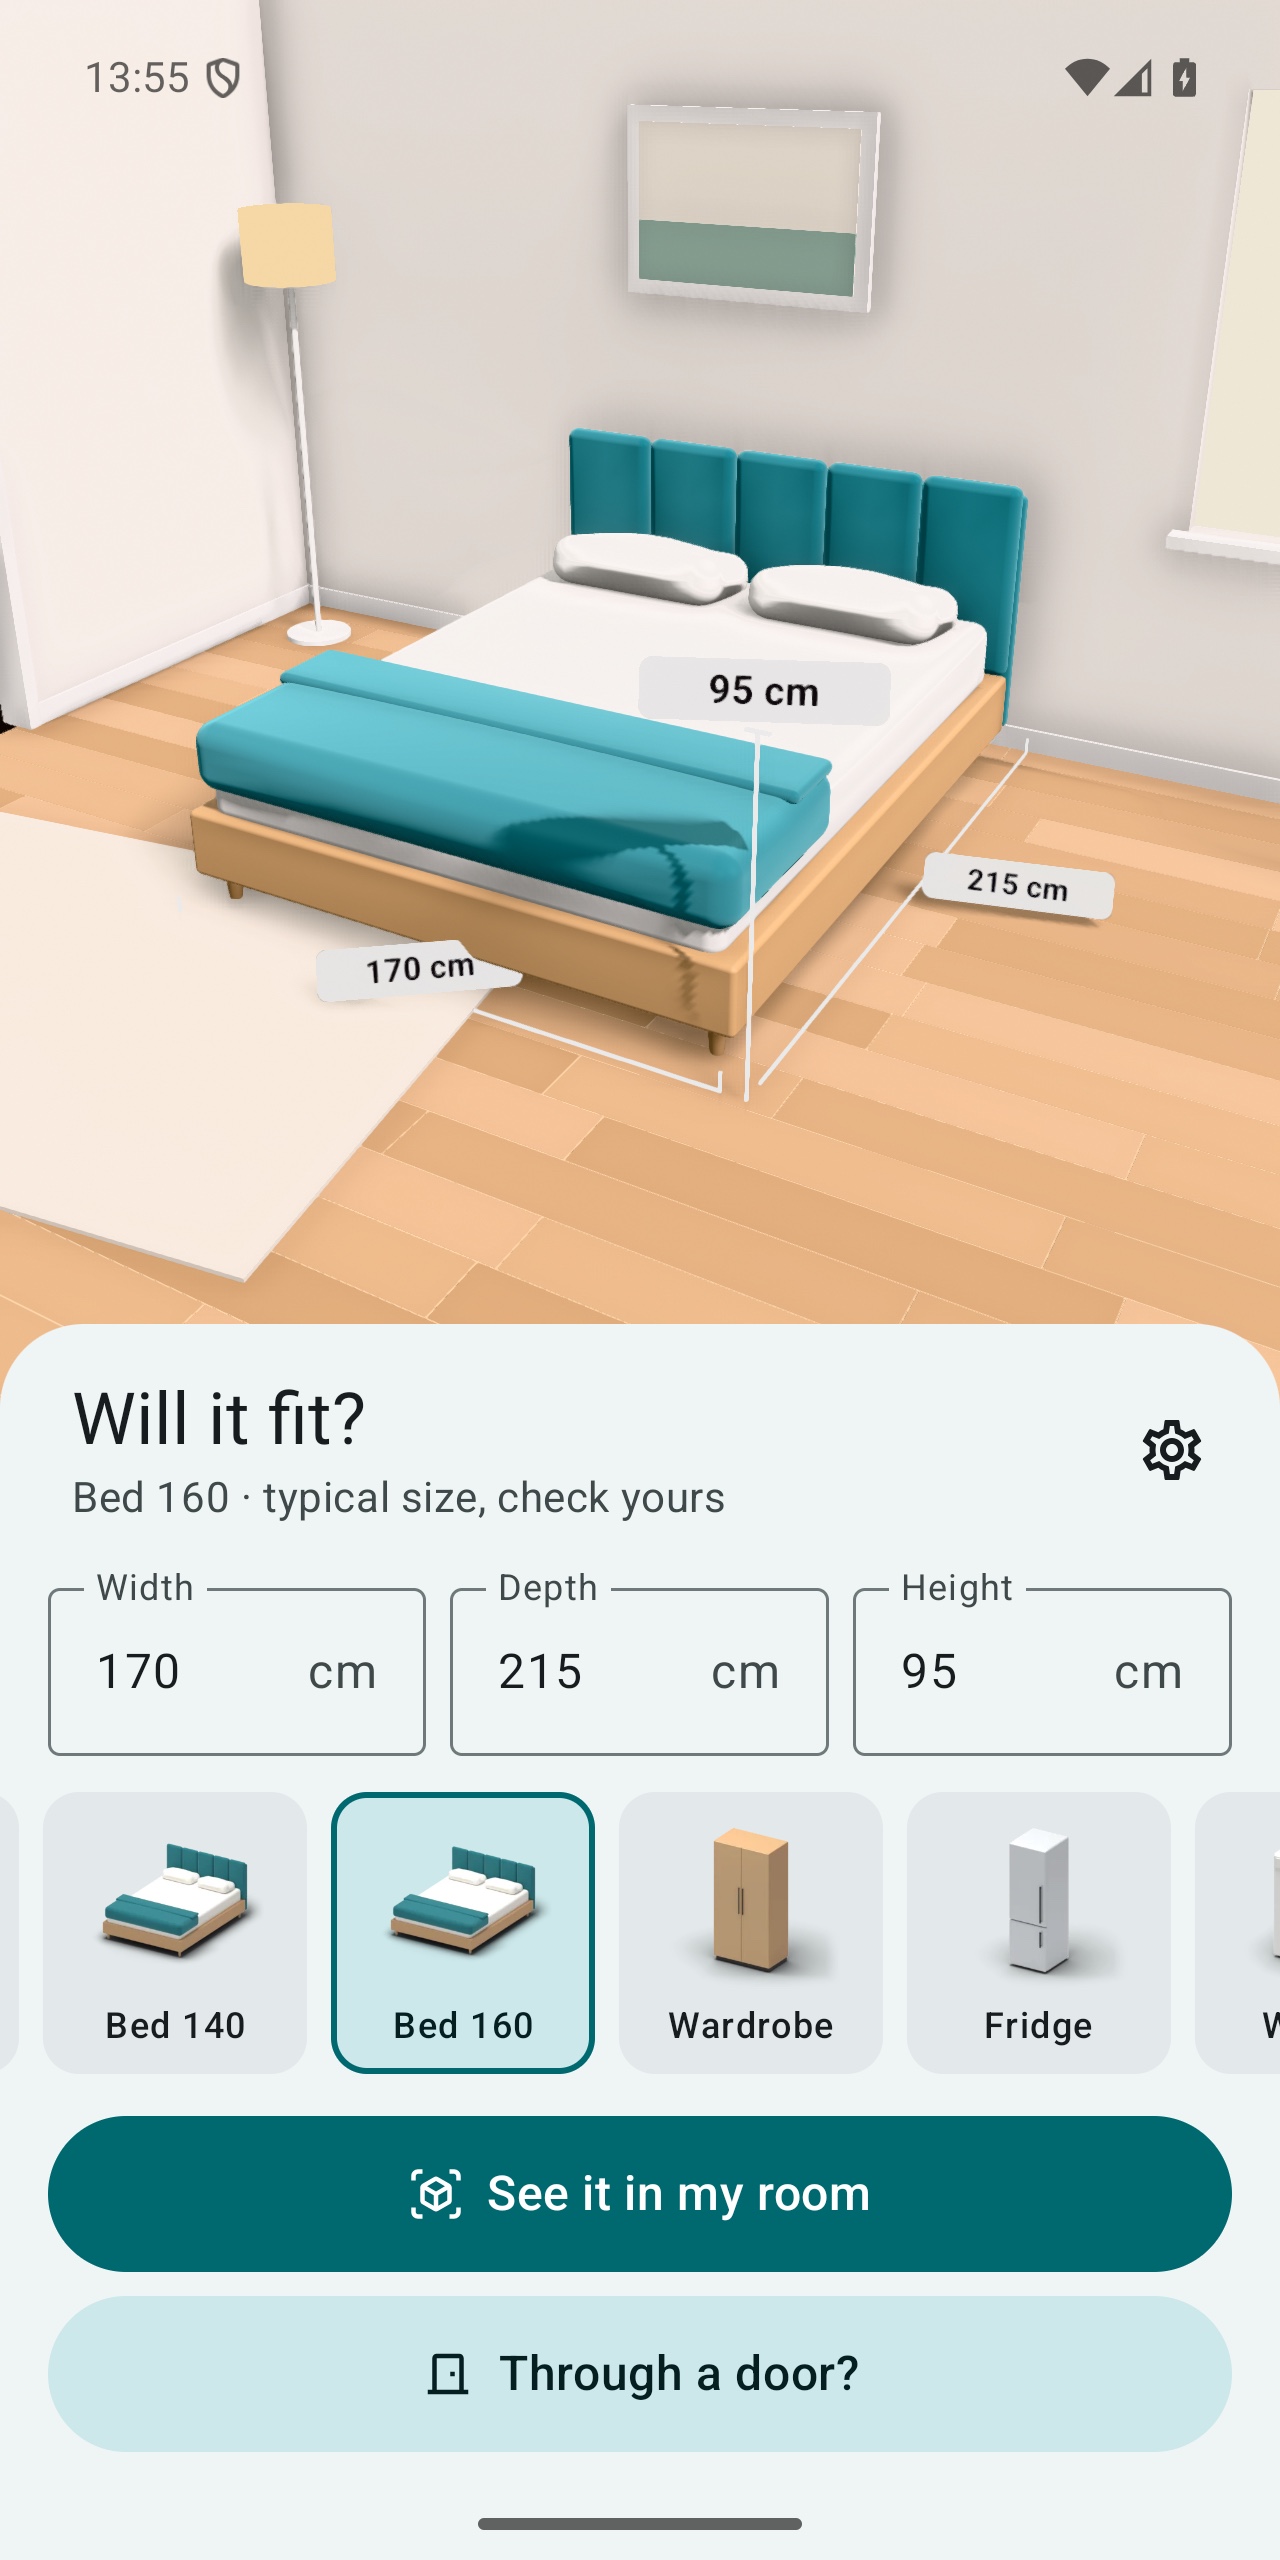 13:55
95 cm
215 cm
170 cm
Will it fit?
Bed 160 · typical size, check yours
Width
Depth
Height
170 cm
215 cm
95 cm
Bed 140
Bed 160
Wardrobe
Fridge
See it in my room
Through a door?